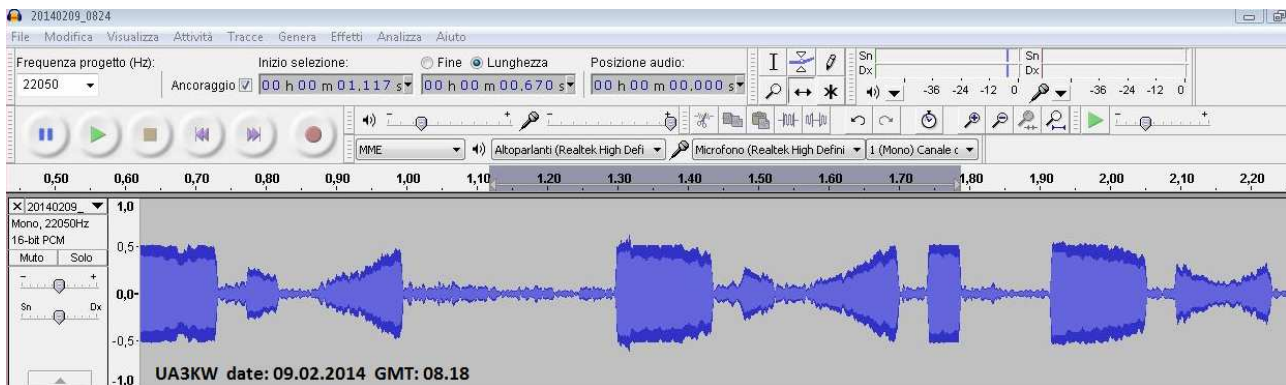 20140209_0824
File Modifica Visualizza Attività Tracce Genera Effetti Analizza Aiuto
Frequenza progetto (Hz): Inizio selezione: Fine Lunghezza Posizione audio:
22050 Ancoraggio 00 h 00 m 01,117 s 00 h 00 m 00,670 s 00 h 00 m 00,000 s
Sn
Dx
-36 -24 -12 0
Sn
Dx
-36 -24 -12 0
- +
- +
- +
MME Altoparlanti (Realtek High Defi Microfono (Realtek High Defini 1 (Mono) Canale c
0,50 0,60 0,70 0,80 0,90 1,00 1,10 1,20 1,30 1,40 1,50 1,60 1,70 1,80 1,90 2,00 2,10 2,20
X 20140209_
Mono, 22050Hz
16-bit PCM
Muto Solo
- +
Sn Dx
1,0
0,5-
0,0-
-0,5-
-1,0
UA3KW date: 09.02.2014 GMT: 08.18